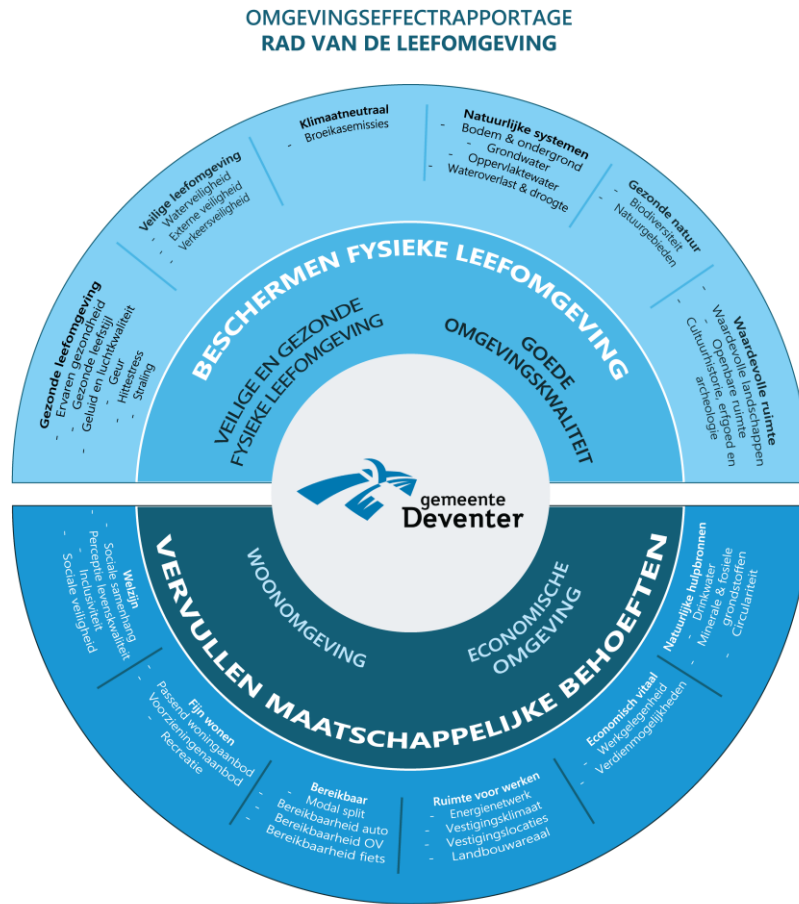 OMGEVINGSEFFECTRAPPORTAGE
RAD VAN DE LEEFOMGEVING
BESCHERMEN FYSIEKE LEEFOMGEVING
VEILIGE EN GEZONDE
FYSIEKE LEEFOMGEVING
GOEDE
OMGEVINGSKWALITEIT
Gezonde leefomgeving
- Ervaren gezondheid
- Gezonde leefstijl
- Geluid en luchtkwaliteit
- Geur
- Hittestress
- Straling
Veilige leefomgeving
- Waterveiligheid
- Externe veiligheid
- Verkeersveiligheid
Klimaatneutraal
- Broeikasemissies
Natuurlijke systemen
- Bodem & ondergrond
- Grondwater
- Oppervlaktewater
- Wateroverlast & droogte
Gezonde natuur
- Biodiversiteit
- Natuurgebieden
Waardevolle ruimte
- Waardevolle landschappen
- Openbare ruimte
- Cultuurhistorie, erfgoed en
archeologie
gemeente
Deventer
VERVULLEN MAATSCHAPPELIJKE BEHOEFTEN
WOONOMGEVING
ECONOMISCHE
OMGEVING
Welzijn
- Sociale samenhang
- Perceptie levenskwaliteit
- Inclusiviteit
- Sociale veiligheid
Fijn wonen
- Passend woningaanbod
- Voorzieningenaanbod
- Recreatie
Bereikbaar
- Modal split
- Bereikbaarheid auto
- Bereikbaarheid OV
- Bereikbaarheid fiets
Ruimte voor werken
- Energienetwerk
- Vestigingsklimaat
- Vestigingslocaties
- Landbouwareaal
Economisch vitaal
- Werkgelegenheid
- Verdienmogelijkheden
Natuurlijke hulpbronnen
- Drinkwater
- Minerale & fosiele
grondstoffen
- Circulariteit